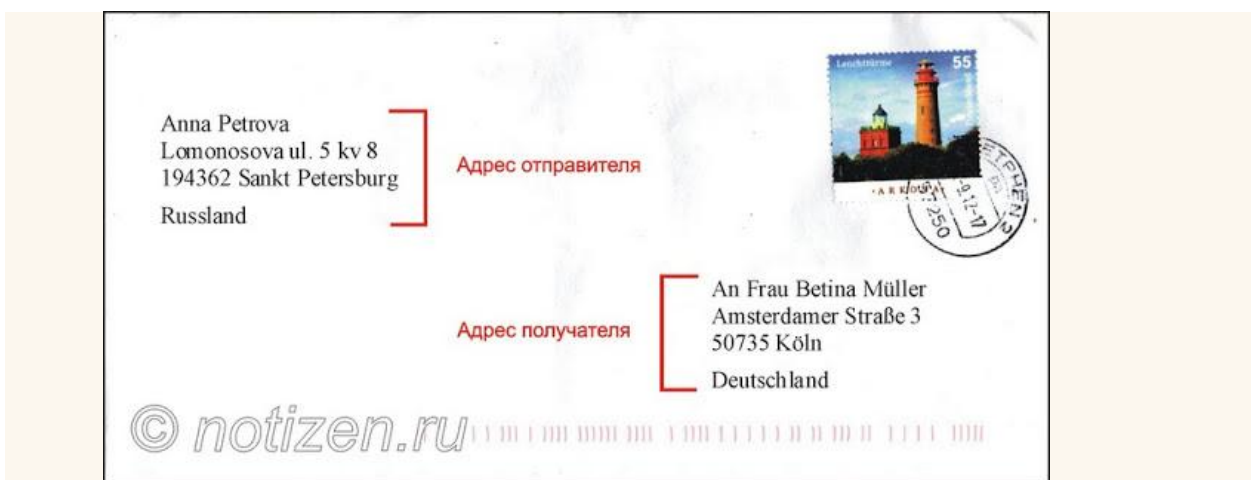 Anna Petrova
Lomonosova ul. 5 kv 8
194362 Sankt Petersburg
Russland
Адрес отправителя
Leuchttürme
55
ARKONA
An Frau Betina Müller
Amsterdamer Straße 3
50735 Köln
Deutschland
Адрес получателя
© notizen.ru